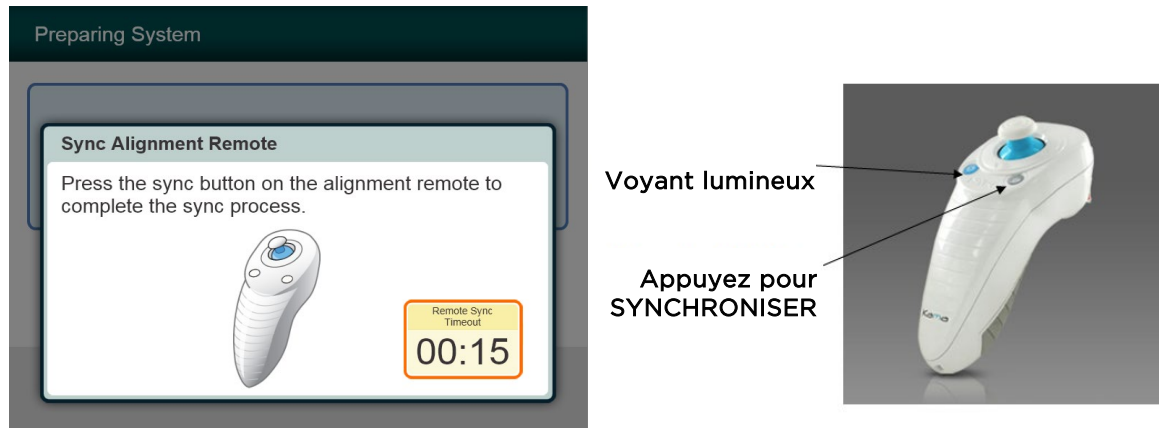 Preparing System
Sync Alignment Remote
Press the sync button on the alignment remote to
complete the sync process.
Remote Sync
Timeout
00:15
Voyant lumineux
Appuyez pour
SYNCHRONISER
Kama